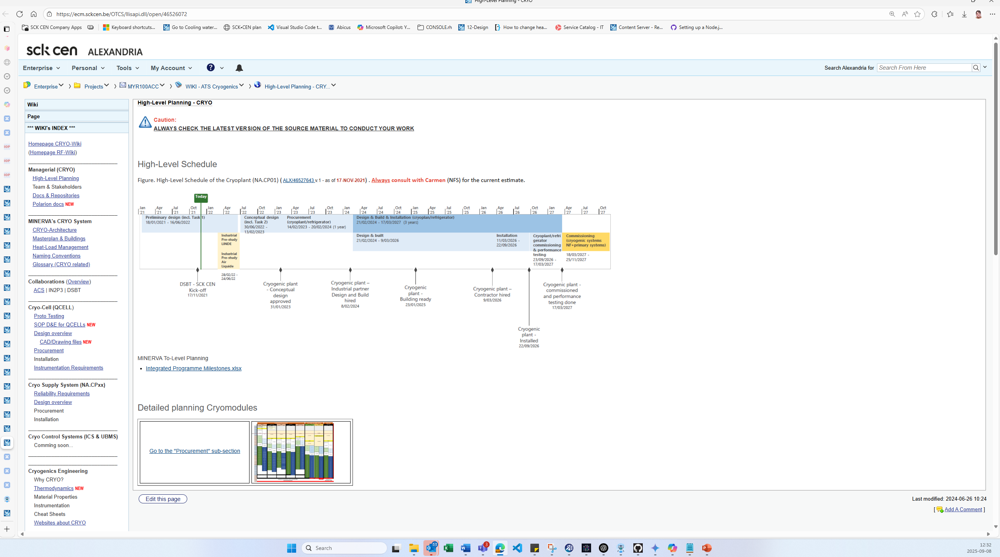 High-Level Planning - CRYO
https://ecm.sckcen.be/OTCS/llisapi.dll/open/46526072
SCK CEN Company Apps
Keyboard shortcuts...
Go to Cooling water...
SCK•CEN plan
Visual Studio Code t...
Abicus
Microsoft Copilot: Y...
CONSOLE.rh
12-Design
How to change hea...
Service Catalog - IT
Content Server - Re...
Setting up a Node.j...
sck cen ALEXANDRIA
Enterprise Personal Tools My Account ?
Search Alexandria for Search From Here
Enterprise › Projects › MYR100ACC › WIKI - ATS Cryogenics › High-Level Planning - CRY...
Wiki
Page
*** WIKI's INDEX ***
Homepage CRYO-Wiki
(Homepage RF-Wiki)
Managerial (CRYO)
High-Level Planning
Team & Stakeholders
Docs & Repositories
Polarion docs NEW
MINERVA's CRYO System
CRYO-Architecture
Masterplan & Buildings
Heat-Load Management
Naming Conventions
Glossary (CRYO related)
Collaborations (Overview)
ACS | IN2P3 | DSBT
Cryo-Cell (QCELL)
Proto Testing
SOP D&E for QCELLs NEW
Design overview
CAD/Drawing files NEW
Procurement
Installation
Instrumentation Requirements
Cryo Supply System (NA.CPxx)
Reliability Requirements
Design overview
Procurement
Installation
Cryo Control Systems (ICS & UBMS)
Comming soon...
Cryogenics Engineering
Why CRYO?
Thermodynamics NEW
Material Properties
Instrumentation
Cheat Sheets
Websites about CRYO
IOP
IOP
IOP
High-Level Planning - CRYO
Caution:
ALWAYS CHECK THE LATEST VERSION OF THE SOURCE MATERIAL TO CONDUCT YOUR WORK
High-Level Schedule
Figure. High-Level Schedule of the Cryoplant (NA.CP01) ( ALX/46527643 v.1 - as of 17-NOV-2021) . Always consult with Carmen (NFS) for the current estimate.
Today
Jan '21 Apr '21 Jul '21 Oct '21 Jan '22 Apr '22 Jul '22 Oct '22 Jan '23 Apr '23 Jul '23 Oct '23 Jan '24 Apr '24 Jul '24 Oct '24 Jan '25 Apr '25 Jul '25 Oct '25 Jan '26 Apr '26 Jul '26 Oct '26 Jan '27 Apr '27 Jul '27 Oct '27
Preliminary design (incl. Task 1)
18/01/2021 - 16/06/2022
Conceptual design
(incl. Task 2)
30/06/2022 -
13/02/2023
Procurement
(cryoplant/refrigerator)
14/02/2023 - 20/02/2024 (1 year)
Design & Build & Installation (cryoplan/refrigerator)
21/02/2024 - 17/03/2027 (3 years)
Industrial
Pre-study
LINDE
Industrial
Pre-study
Air
Liquide
28/02/22 -
24/06/22
Design & built
21/02/2024 - 9/03/2026
Installation
11/03/2026 -
22/09/2026
Cryoplant/refri
gerator
commissioning
& performance
testing
23/09/2026 -
17/03/2027
Commissioning
(cryogenic systems
NF+primary systems)
18/03/2027 -
25/11/2027
DSBT - SCK CEN
Kick-off
17/11/2021
Cryogenic plant
- Conceptual
design
approved
31/01/2023
Cryogenic plant –
Industrial partner
Design and Build
hired
8/02/2024
Cryogenic
plant -
Building ready
23/01/2025
Cryogenic plant –
Contractor hired
9/03/2026
Cryogenic
plant -
Installed
22/09/2026
Cryogenic plant -
commissioned
and performance
testing done
17/03/2027
MINERVA To-Level Planning
• Integrated Programme Milestones.xlsx
Detailed planning Cryomodules
Go to the "Procurement" sub-section
Edit this page
Last modified: 2024-06-26 10:24
[ Add A Comment ]
Search
3
12:32
2025-09-08